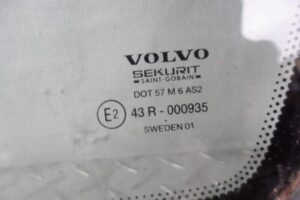 VOLVO
SEKURIT
SAINT-GOBAIN
DOT 57 M 6 AS2
E2 43 R - 000935
SWEDEN 01